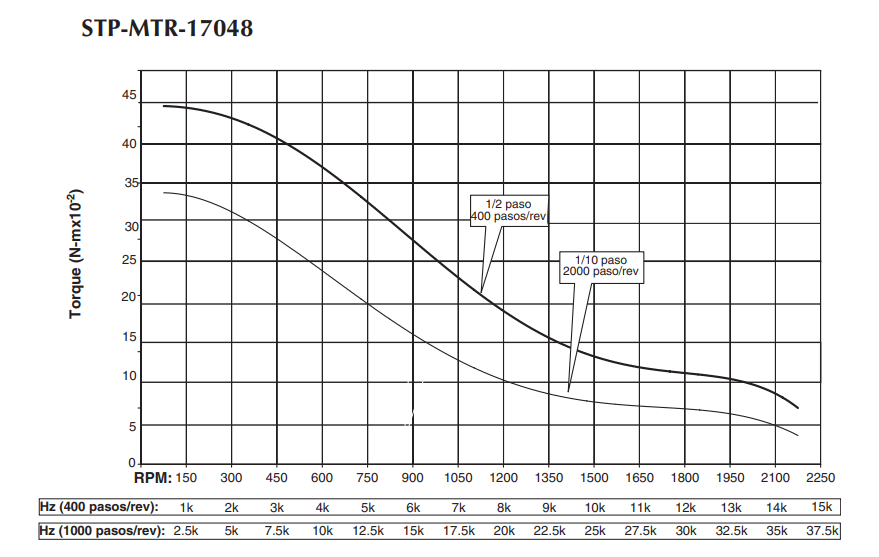 STP-MTR-17048
45
40
35
30
25
20
15
10
5
0
Torque (N-mx10-2)
1/2 paso
400 pasos/rev
1/10 paso
2000 paso/rev
RPM: 150 300 450 600 750 900 1050 1200 1350 1500 1650 1800 1950 2100 2250
Hz (400 pasos/rev): 1k 2k 3k 4k 5k 6k 7k 8k 9k 10k 11k 12k 13k 14k 15k
Hz (1000 pasos/rev): 2.5k 5k 7.5k 10k 12.5k 15k 17.5k 20k 22.5k 25k 27.5k 30k 32.5k 35k 37.5k